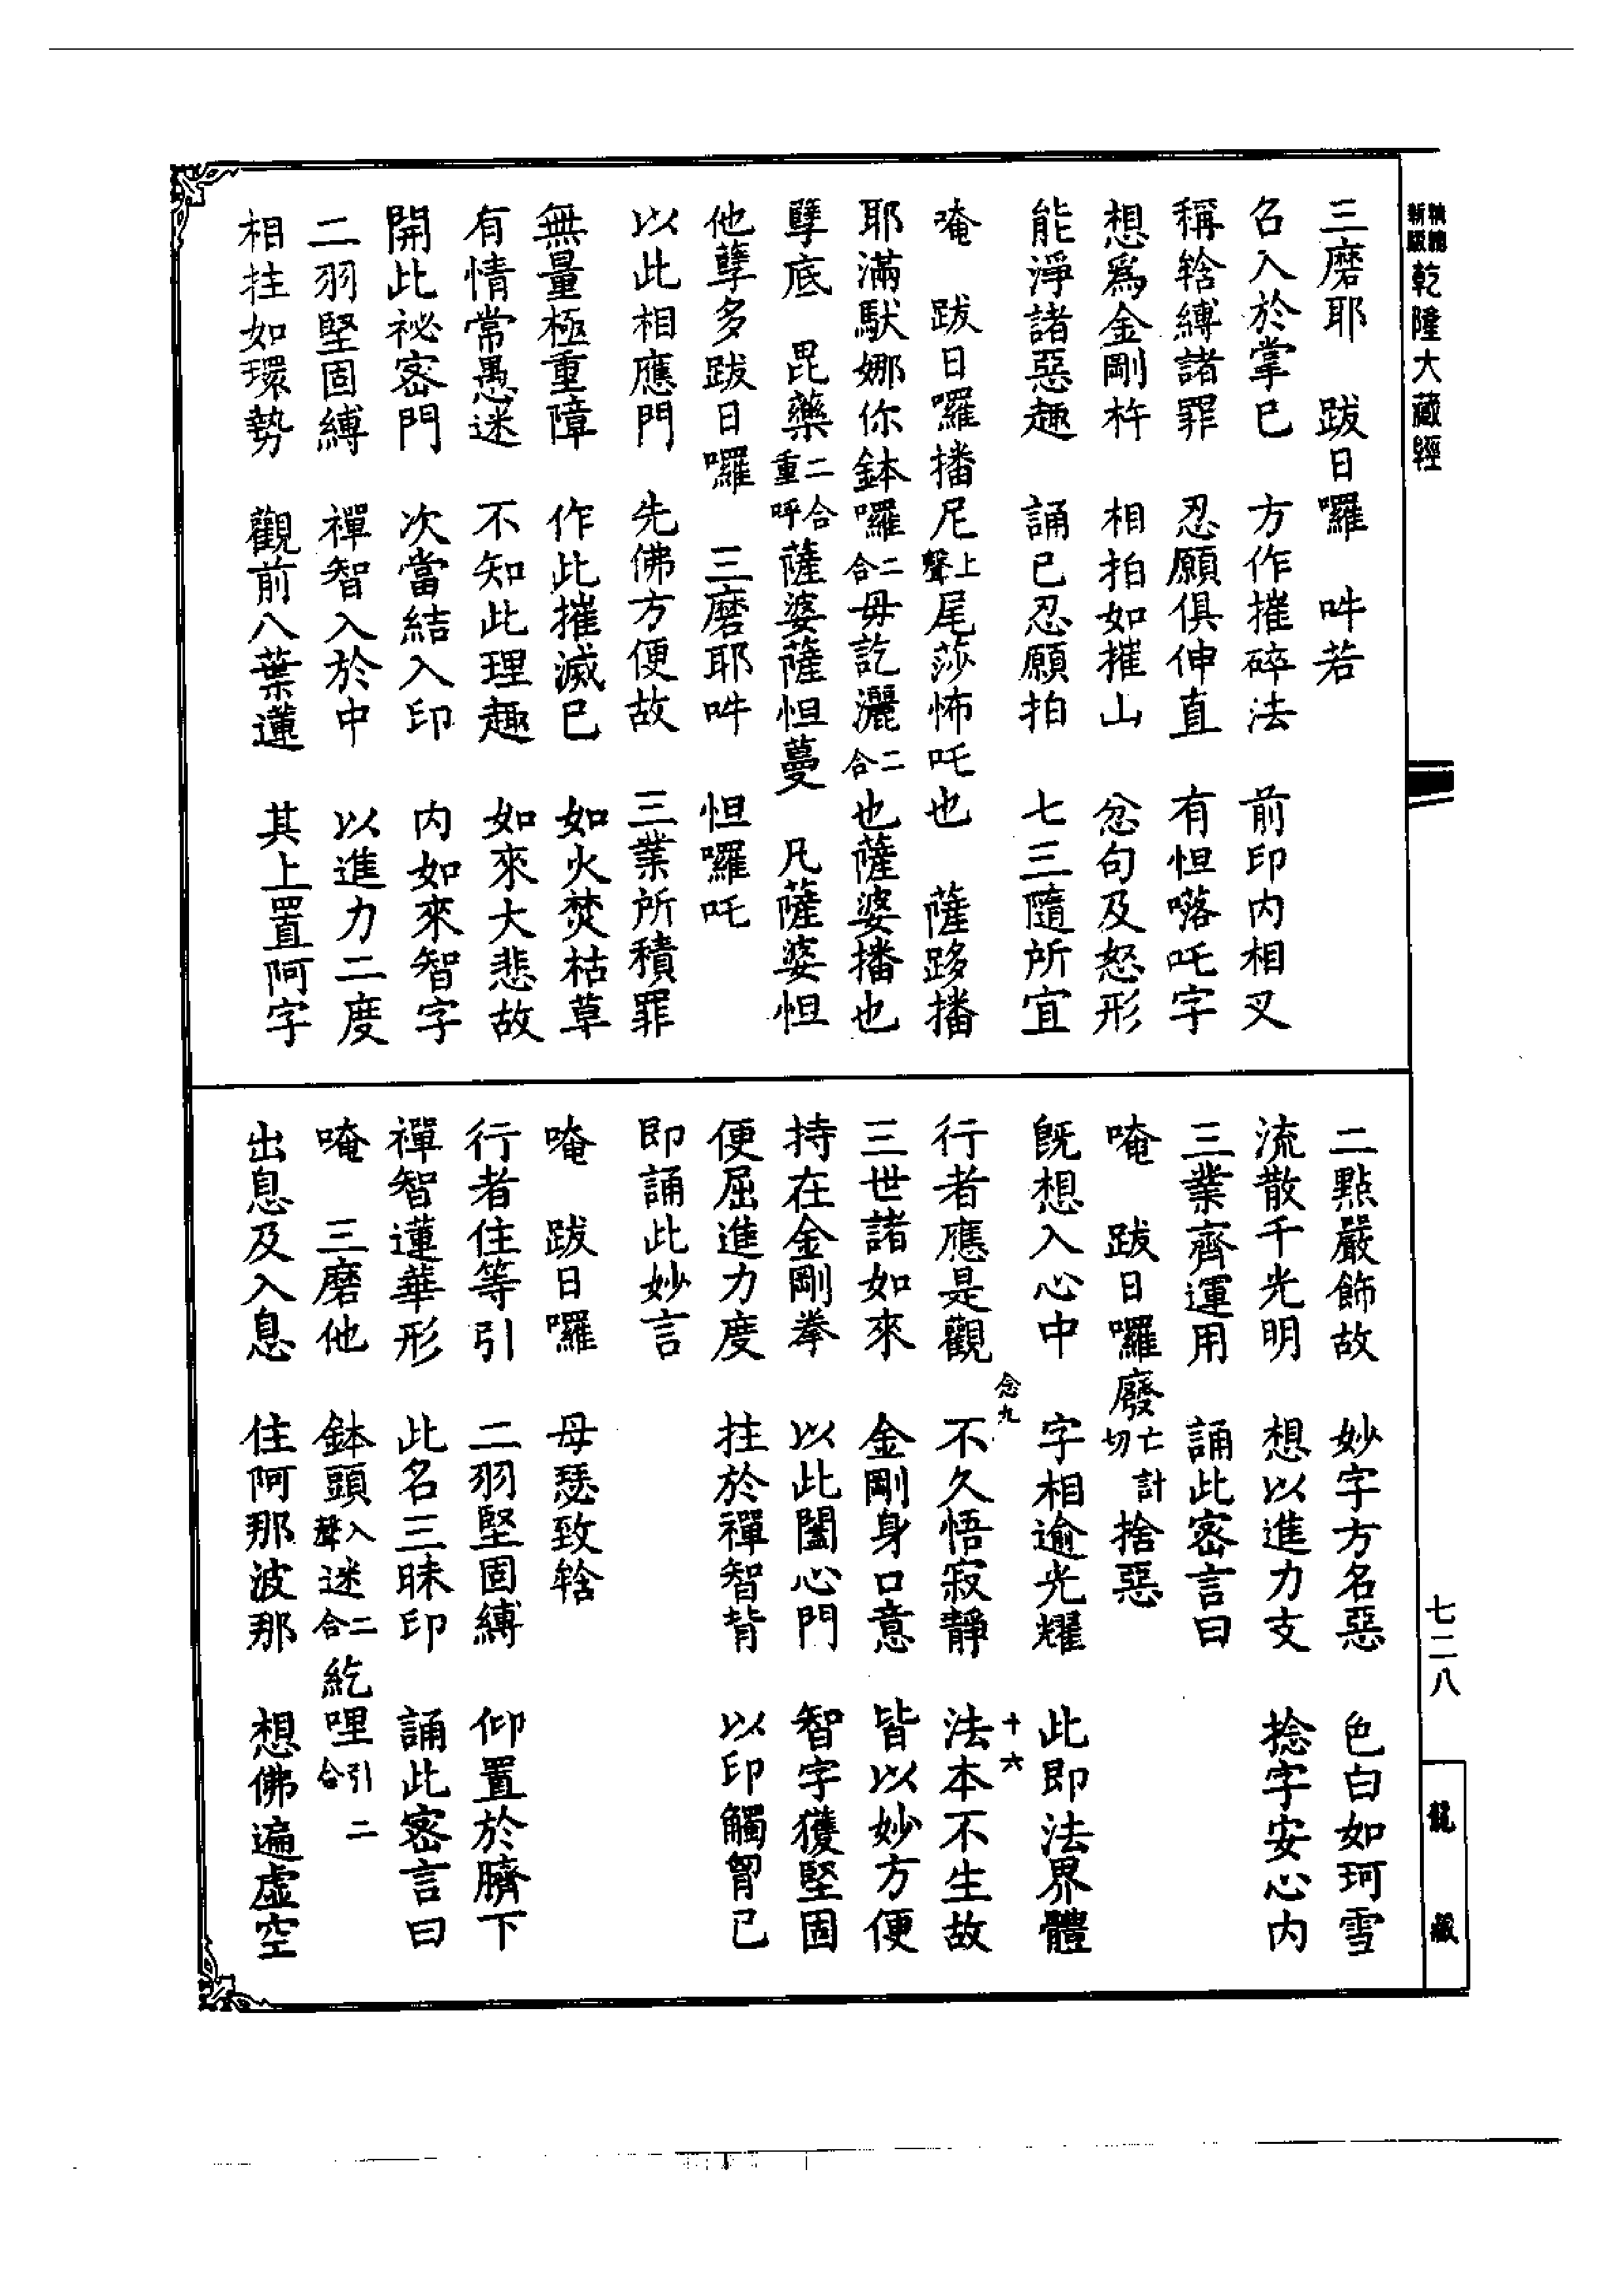 乾隆大藏經
三磨耶　跋日囉　吽若
名入於掌已　方作摧碎法　前印内相叉
稱𤙖縛諸罪　忍願俱伸直　有怛㗚吒字
想爲金剛杵　相拍如摧山　忿句及怒形
能淨諸惡趣　誦已忍願拍　七三隨所宜
唵　跋日囉播尼上聲尾莎怖吒也　薩跢播
耶滿馱娜你鉢囉二合毋訖灑二合也薩婆播也
孽底　毘藥二合重呼薩婆薩怛蔓　凡薩婆怛
他孽多跋日囉　三磨耶吽　怛囉吒
以此相應門　先佛方便故　三業所積罪
無量極重障　作此摧滅已　如火焚枯草
有情常愚迷　不知此理趣　如來大悲故
開此祕密門　次當結入印　内如來智字
二羽堅固縛　禪智入於中　以進力二度
相拄如環勢　觀前八葉蓮　其上置阿字
二點嚴飾故　妙字方名惡　色白如珂雪
流散千光明　想以進力支　捻字安心内
三業齊運用　誦此密言曰
唵　跋日囉廢亡計切捨惡
既想入心中　字相逾光耀　此即法界體
念九　十六
行者應是觀　不久悟寂靜　法本不生故
三世諸如來　金剛身口意　皆以妙方便
持在金剛拳　以此闔心門　智字獲堅固
便屈進力度　拄於禪智背　以印觸胷已
即誦此妙言
唵　跋日囉　母瑟致𤙖
行者住等引　二羽堅固縛　仰置於臍下
禪智蓮華形　此名三昧印　誦此密言曰
唵　三磨他　鉢頭入聲迷二合紇哩引二合
出息及入息　住阿那波那　想佛遍虛空
七二八
龍藏